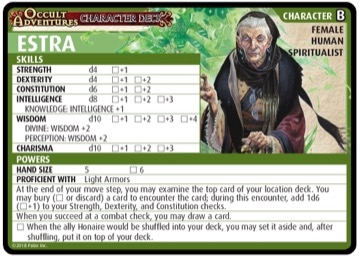 OCCULT
ADVENTURES CHARACTER DECK
CHARACTER B
ESTRA
FEMALE
HUMAN
SPIRITUALIST
SKILLS
STRENGTH d4 ☐+1
DEXTERITY d4 ☐+1 ☐+2
CONSTITUTION d6 ☐+1 ☐+2
INTELLIGENCE d8 ☐+1 ☐+2 ☐+3
KNOWLEDGE: INTELLIGENCE +1
WISDOM d10 ☐+1 ☐+2 ☐+3 ☐+4
DIVINE: WISDOM +2
PERCEPTION: WISDOM +2
CHARISMA d10 ☐+1 ☐+2 ☐+3
POWERS
HAND SIZE 5 ☐6
PROFICIENT WITH Light Armors
At the end of your move step, you may examine the top card of your location deck. You
may bury (☐ or discard) a card to encounter the card; during this encounter, add 1d6
(☐+1) to your Strength, Dexterity, and Constitution checks.
When you succeed at a combat check, you may draw a card.
☐ When the ally Honaire would be shuffled into your deck, you may set it aside and, after
shuffling, put it on top of your deck.
©2016 Paizo Inc.